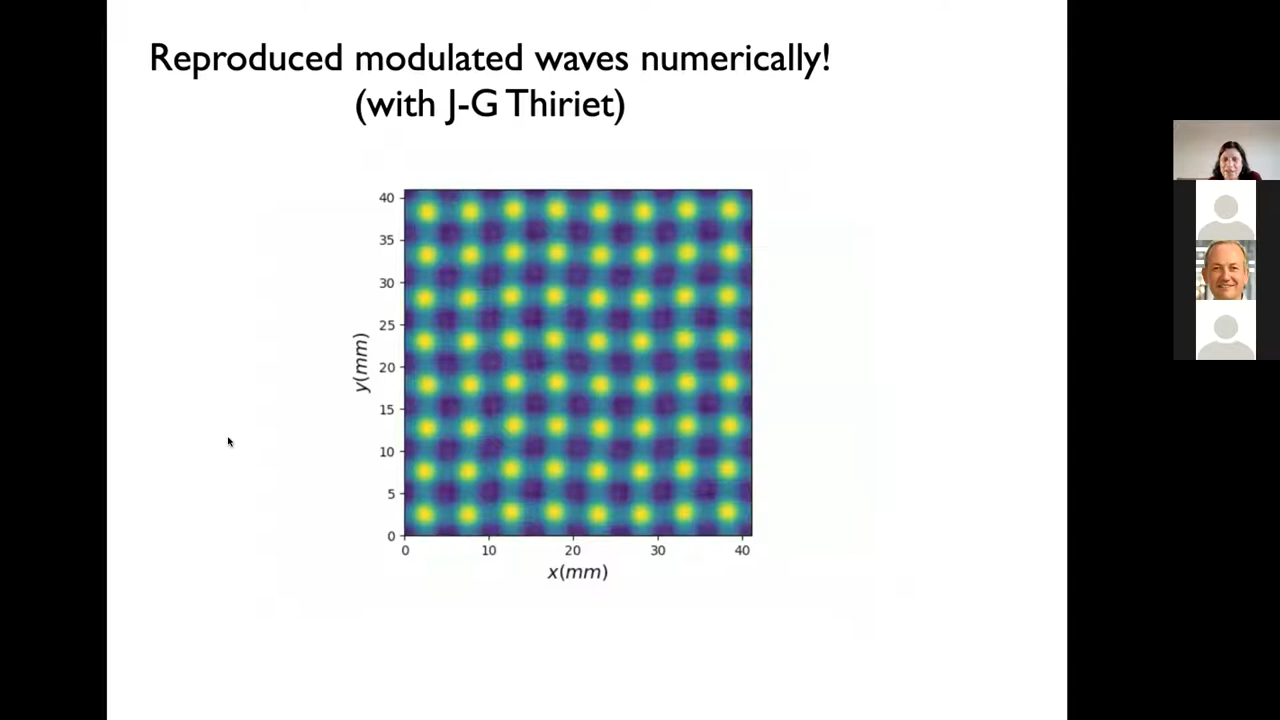 Reproduced modulated waves numerically!
(with J-G Thiriet)
40
35
30
25
20
15
10
5
0
y(mm)
0 10 20 30 40
x(mm)